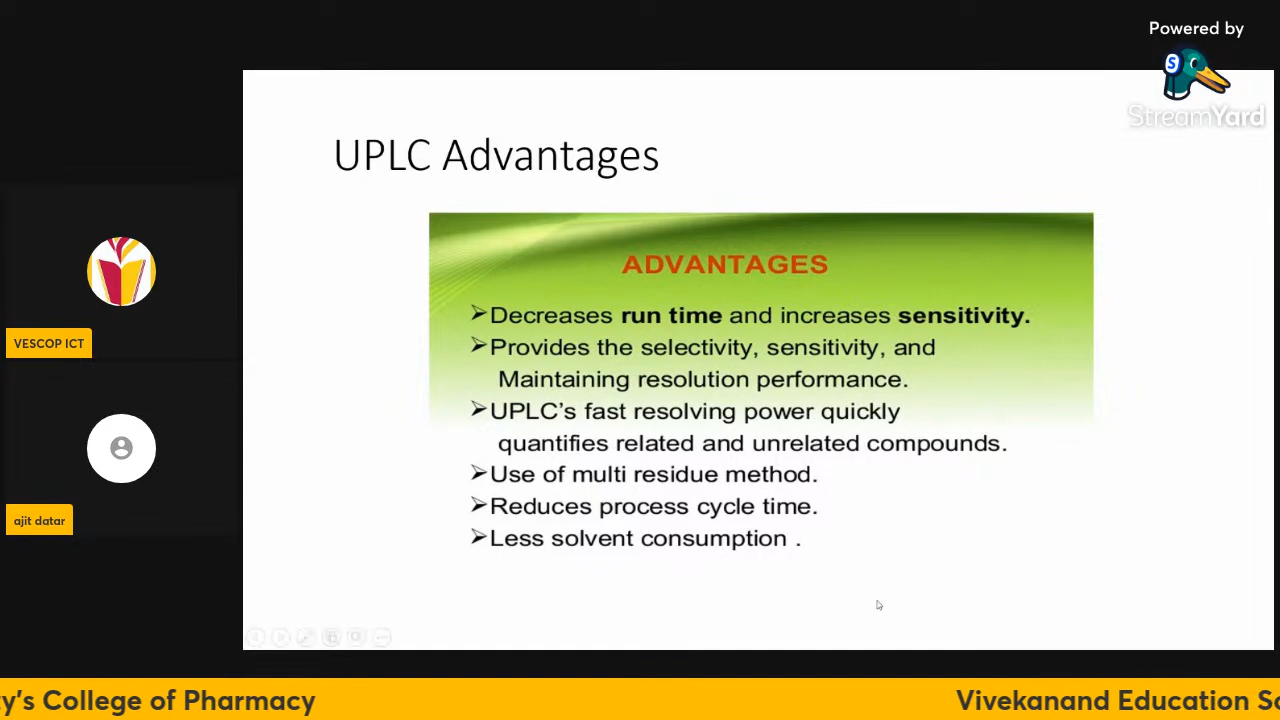 Powered by
StreamYard
UPLC Advantages
ADVANTAGES
➢Decreases run time and increases sensitivity.
➢Provides the selectivity, sensitivity, and
Maintaining resolution performance.
➢UPLC's fast resolving power quickly
quantifies related and unrelated compounds.
➢Use of multi residue method.
➢Reduces process cycle time.
➢Less solvent consumption .
VESCOP ICT
ajit datar
y's College of Pharmacy
Vivekanand Education So